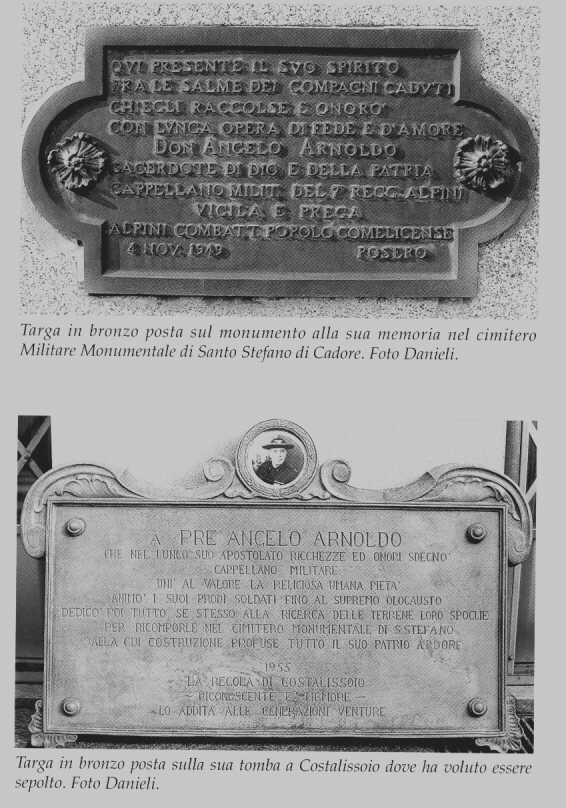 QVI PRESENTE IL SVO SPIRITO
FRA LE SALME DEI COMPAGNI CADVTI
CH'EGLI RACCOLSE E ONORO'
CON LVNGA OPERA DI FEDE E D'AMORE
DON ANGELO ARNOLDO
SACERDOTE DI DIO E DELLA PATRIA
CAPPELLANO MILIT. DEL 7° REGG. ALPINI
VIGILA E PREGA
ALPINI COMBATT. POPOLO COMELICENSE
4 NOV. 1949 POSERO
Targa in bronzo posta sul monumento alla sua memoria nel cimitero
Militare Monumentale di Santo Stefano di Cadore. Foto Danieli.
A PRE ANGELO ARNOLDO
CHE NEL LUNGO SUO APOSTOLATO RICCHEZZE ED ONORI SDEGNO'
CAPPELLANO MILITARE
UNI' AL VALORE LA RELIGIOSA UMANA PIETA'
ANIMO' I SUOI PRODI SOLDATI FINO AL SUPREMO OLOCAUSTO
DEDICO' POI TUTTO SE STESSO ALLA RICERCA DELLE TERRENE LORO SPOGLIE
PER RICOMPORLE NEL CIMITERO MONUMENTALE DI S. STEFANO
ALLA CUI COSTRUZIONE PROFUSE TUTTO IL SUO PATRIO ARDORE
1955
LA REGOLA DI COSTALISSOIO
- RICONOSCENTE E MEMORE -
LO ADDITA ALLE GENERAZIONI VENTURE
Targa in bronzo posta sulla sua tomba a Costalissoio dove ha voluto essere
sepolto. Foto Danieli.